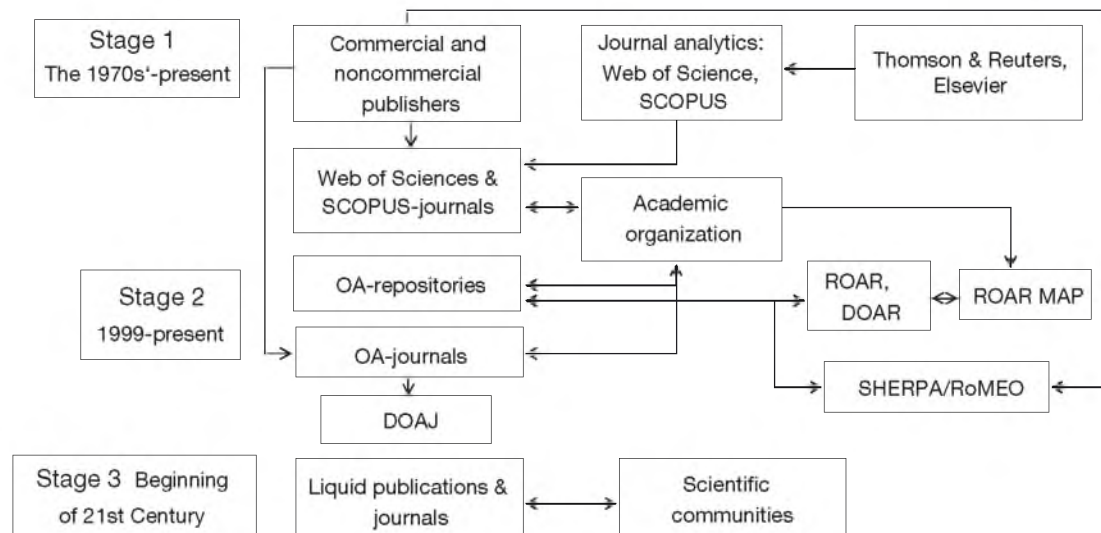 Stage 1
The 1970s‘-present
Commercial and
noncommercial
publishers
Journal analytics:
Web of Science,
SCOPUS
Thomson & Reuters,
Elsevier
Web of Sciences &
SCOPUS-journals
Academic
organization
Stage 2
1999-present
OA-repositories
ROAR,
DOAR
ROAR MAP
OA-journals
SHERPA/RoMEO
DOAJ
Stage 3 Beginning
of 21st Century
Liquid publications &
journals
Scientific
communities